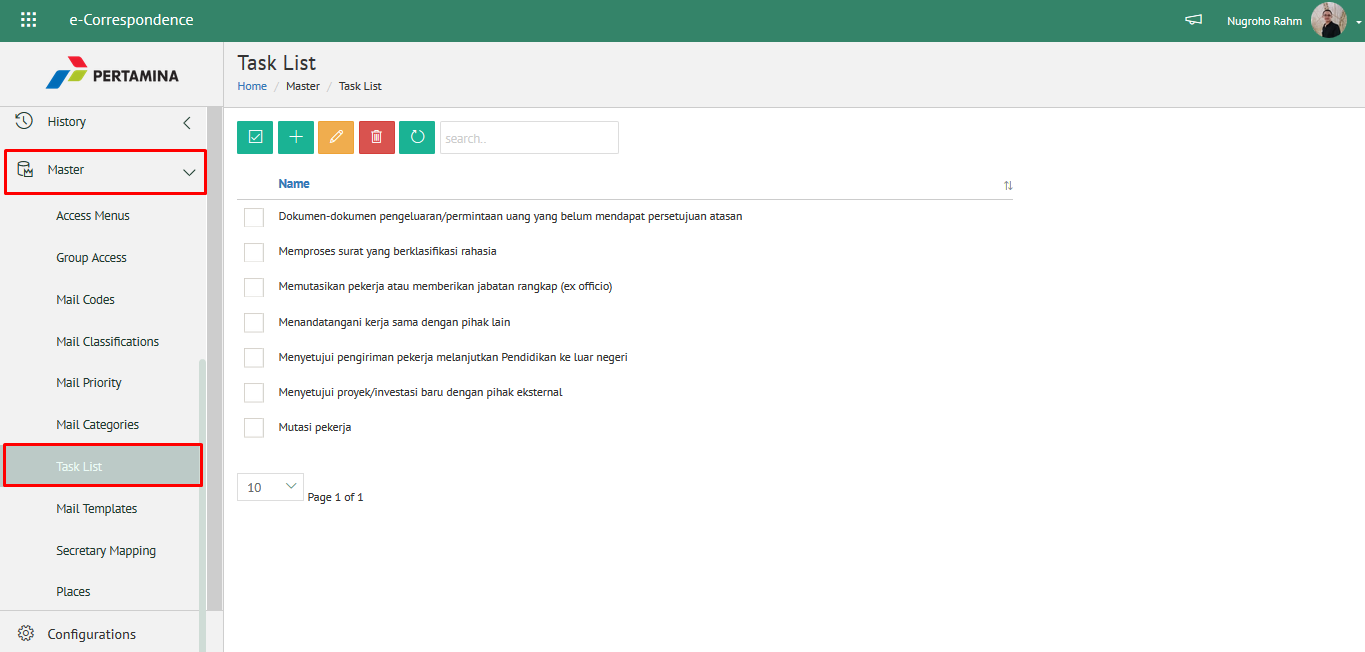 e-Correspondence
Nugroho Rahm
PERTAMINA
Task List
Home / Master / Task List
History
Master
Access Menus
Group Access
Mail Codes
Mail Classifications
Mail Priority
Mail Categories
Task List
Mail Templates
Secretary Mapping
Places
Configurations
search..
Name
Dokumen-dokumen pengeluaran/permintaan uang yang belum mendapat persetujuan atasan
Memproses surat yang berklasifikasi rahasia
Memutasikan pekerja atau memberikan jabatan rangkap (ex officio)
Menandatangani kerja sama dengan pihak lain
Menyetujui pengiriman pekerja melanjutkan Pendidikan ke luar negeri
Menyetujui proyek/investasi baru dengan pihak eksternal
Mutasi pekerja
10
Page 1 of 1